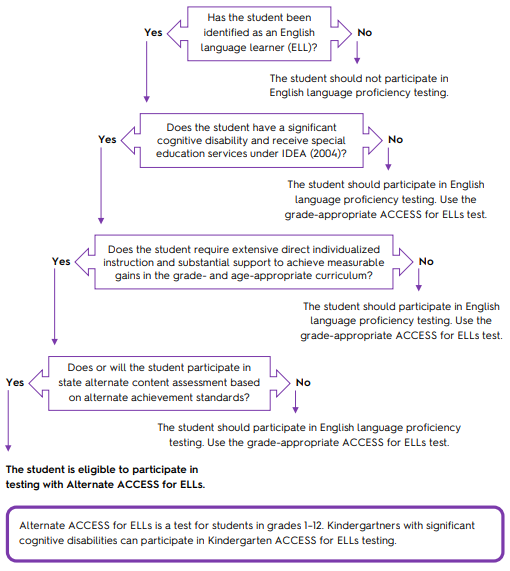 Has the student been
identified as an English
language learner (ELL)?
Yes
No
The student should not participate in
English language proficiency testing.
Does the student have a significant
cognitive disability and receive special
education services under IDEA (2004)?
Yes
No
The student should participate in English
language proficiency testing. Use the
grade-appropriate ACCESS for ELLs test.
Does the student require extensive direct individualized
instruction and substantial support to achieve measurable
gains in the grade- and age-appropriate curriculum?
Yes
No
The student should participate in English
language proficiency testing. Use the
grade-appropriate ACCESS for ELLs test.
Does or will the student participate in
state alternate content assessment based
on alternate achievement standards?
Yes
No
The student should participate in English language proficiency
testing. Use the grade-appropriate ACCESS for ELLs test.
The student is eligible to participate in
testing with Alternate ACCESS for ELLs.
Alternate ACCESS for ELLs is a test for students in grades 1–12. Kindergartners with significant
cognitive disabilities can participate in Kindergarten ACCESS for ELLs testing.